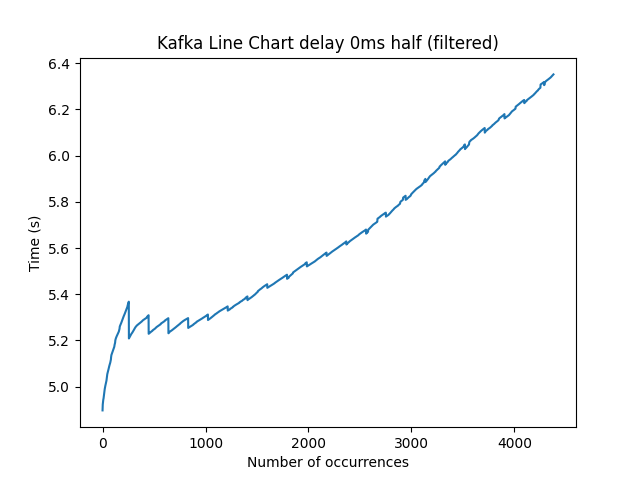 Kafka Line Chart delay 0ms half (filtered)
6.4
6.2
6.0
5.8
5.6
5.4
5.2
5.0
Time (s)
0 1000 2000 3000 4000
Number of occurrences